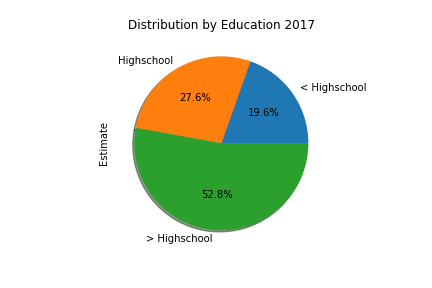 Distribution by Education 2017
Highschool
< Highschool
27.6%
19.6%
Estimate
52.8%
> Highschool